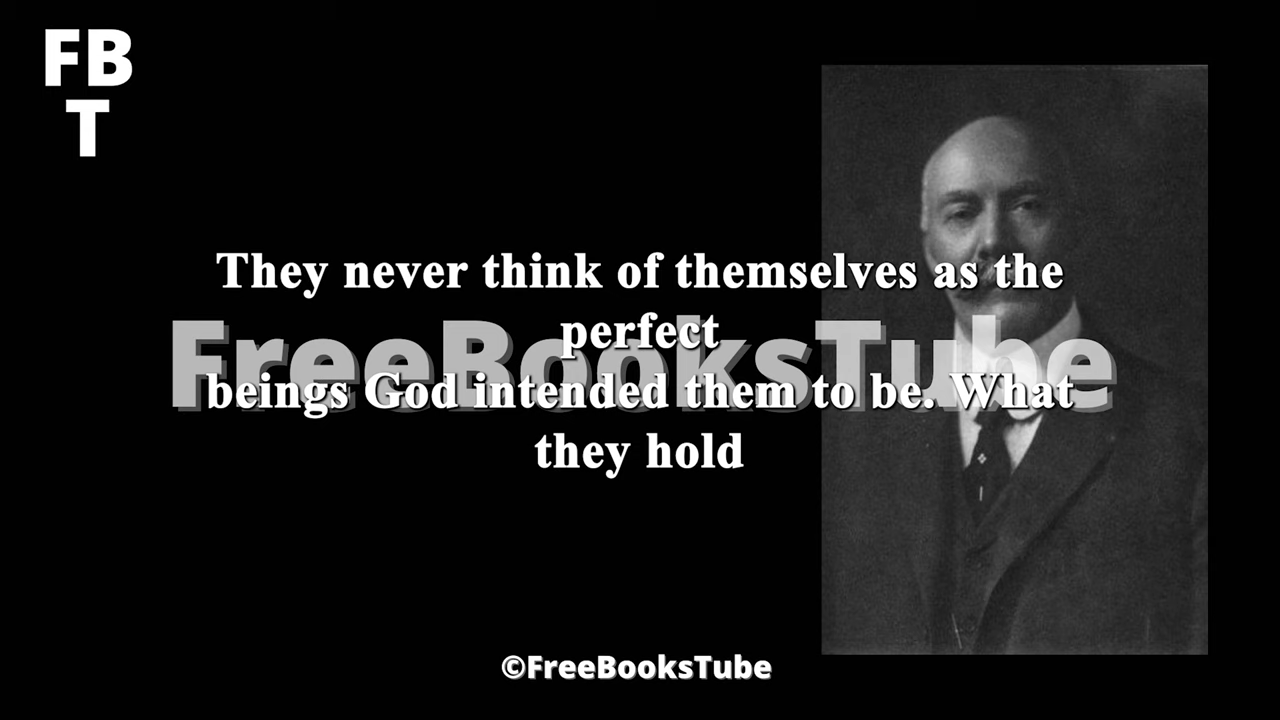 FB
T
They never think of themselves as the
perfect
FreeBooksTube
beings God intended them to be. What
they hold
©FreeBooksTube